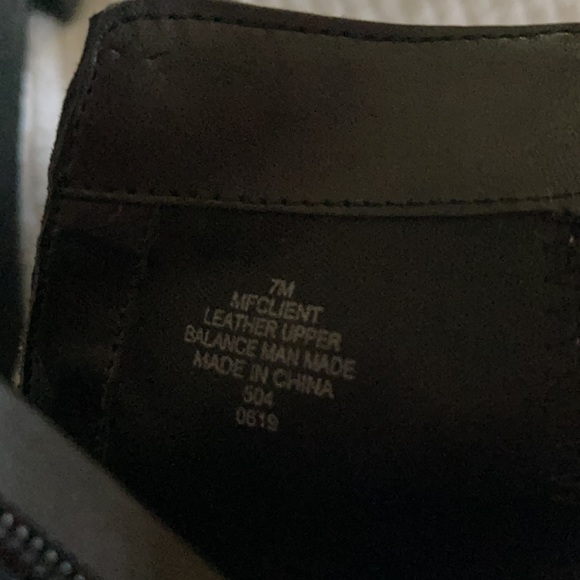 7M
MFCLIENT
LEATHER UPPER
BALANCE MAN MADE
MADE IN CHINA
504
0619